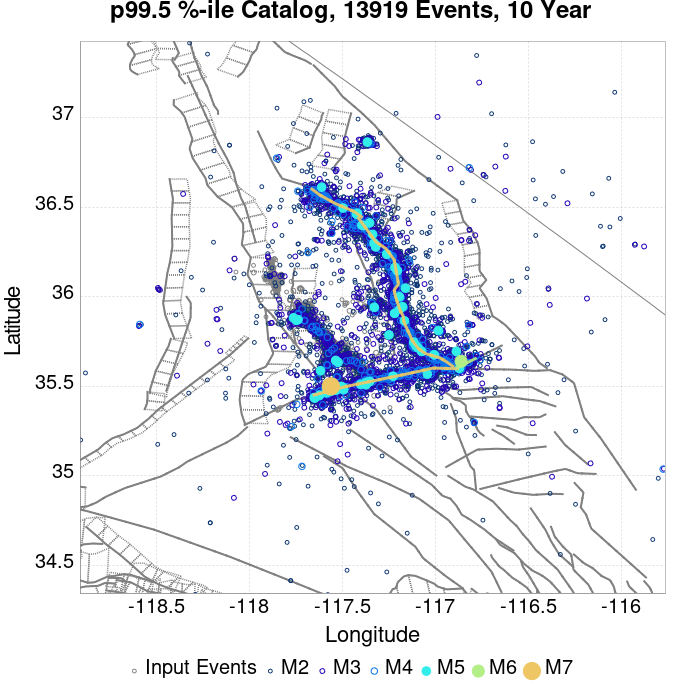 p99.5 %-ile Catalog, 13919 Events, 10 Year
37
36.5
36
35.5
35
34.5
Latitude
-118.5 -118 -117.5 -117 -116.5 -116
Longitude
Input Events M2 M3 M4 M5 M6 M7